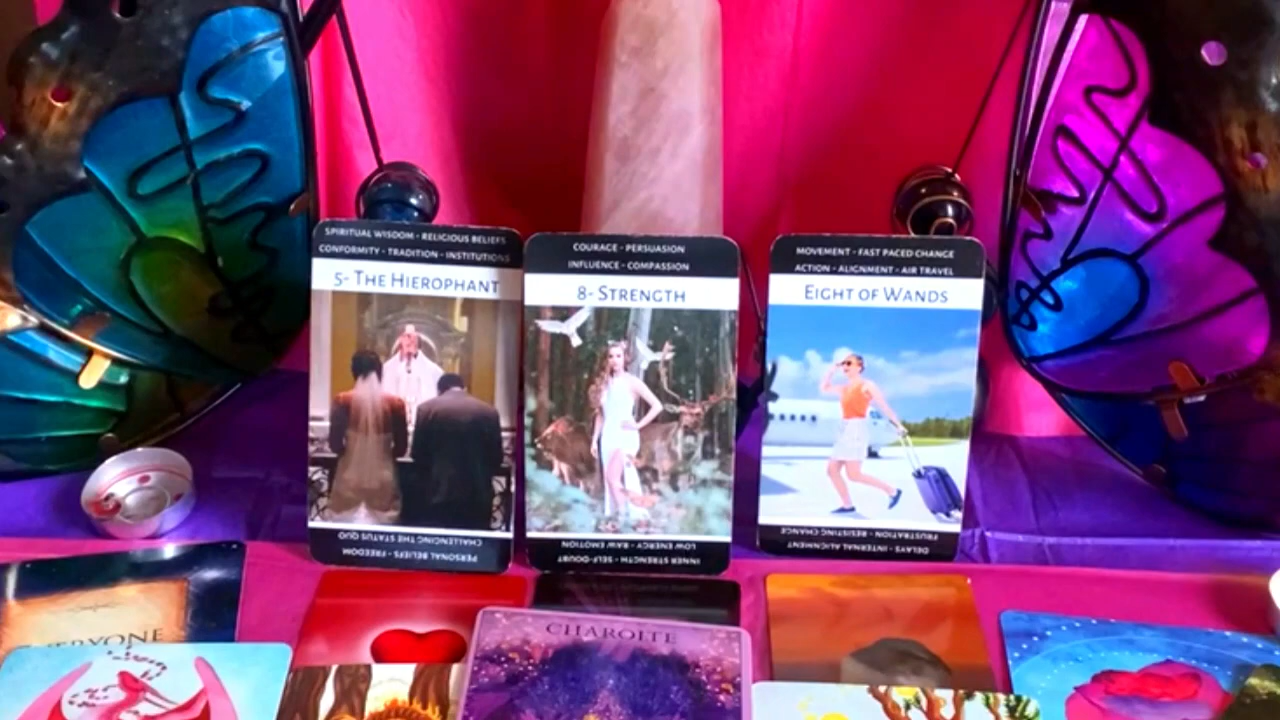 SPIRITUAL WISDOM - RELIGIOUS BELIEFS
CONFORMITY - TRADITION - INSTITUTIONS
5- THE HIEROPHANT
CHALLENGING THE STATUS QUO
PERSONAL BELIEFS - FREEDOM
COURAGE - PERSUASION
INFLUENCE - COMPASSION
8- STRENGTH
LOW ENERGY - RAW EMOTION
INNER STRENGTH - SELF-DOUBT
MOVEMENT - FAST PACED CHANGE
ACTION - ALIGNMENT - AIR TRAVEL
EIGHT OF WANDS
FRUSTRATION - RESISTING CHANGE
DELAYS - INTERNAL ALIGNMENT
EVERYONE
CHAROITE